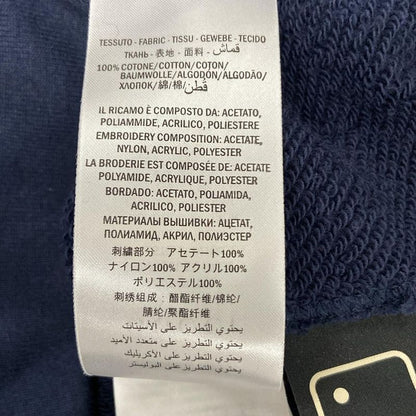 TESSUTO - FABRIC - TISSU - GEWEBE - TECIDO
ТКАНЬ - 表地 - 面料 - قماش
100% COTONE/COTTON/COTON/
BAUMWOLLE/ALGODON/ALGODÃO/
ХЛОПОК/綿/棉/قُطن
IL RICAMO È COMPOSTO DA: ACETATO,
POLIAMMIDE, ACRILICO, POLIESTERE
EMBROIDERY COMPOSITION: ACETATE,
NYLON, ACRYLIC, POLYESTER
LA BRODERIE EST COMPOSÉE DE: ACETATE
POLYAMIDE, ACRYLIQUE, POLYESTER
BORDADO: ACETATO, POLIAMIDA,
ACRILICO, POLIESTER
МАТЕРИАЛЫ ВЫШИВКИ: АЦЕТАТ,
ПОЛИАМИД, АКРИЛ, ПОЛИЭСТЕР
刺繍部分 アセテート100%
ナイロン100% アクリル100%
ポリエステル100%
刺绣组成：醋酯纤维/锦纶/
腈纶/聚酯纤维
يحتوي التطريز على الأسيتات
يحتوي التطريز على متعدد الأميد
يحتوي التطريز على الأكريليك
يحتوي التطريز على البوليستر